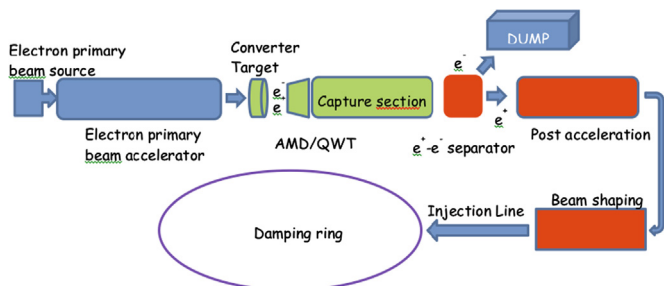 Electron primary
beam source
Electron primary
beam accelerator
Converter
Target
e-
e+
AMD/QWT
Capture section
e+-e- separator
e-
DUMP
e+
Post acceleration
Beam shaping
Injection Line
Damping ring